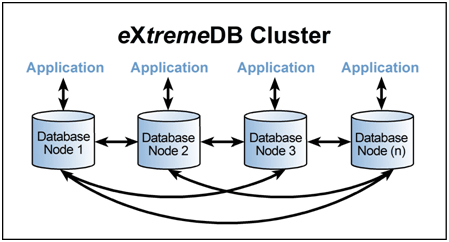 eXtremeDB Cluster
Application Application Application Application
Database Database Database Database
Node 1 Node 2 Node 3 Node (n)